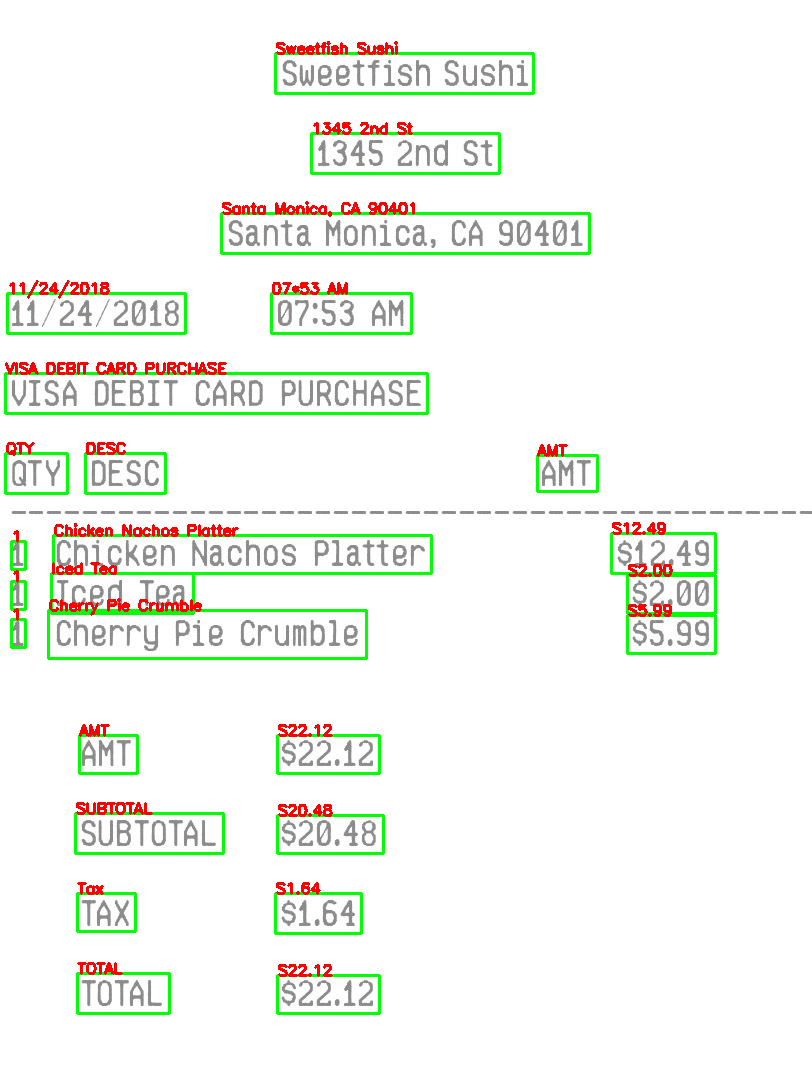 Sweetfish Sushi
Sweetfish Sushi
1345 2nd St
1345 2nd St
Santa Monica, CA 90401
Santa Monica, CA 90401
11/24/2018 07*53 AM
11/24/2018 07:53 AM
VISA DEBIT CARD PURCHASE
VISA DEBIT CARD PURCHASE
QTY DESC AMT
QTY DESC AMT
1 Chicken Nachos Platter S12.49
1 Chicken Nachos Platter $12.49
1 Iced Tea S2.00
1 Iced Tea $2.00
1 Cherry Pie Crumble S5.99
1 Cherry Pie Crumble $5.99
AMT S22.12
AMT $22.12
SUBTOTAL S20.48
SUBTOTAL $20.48
Tax S1.64
TAX $1.64
TOTAL S22.12
TOTAL $22.12